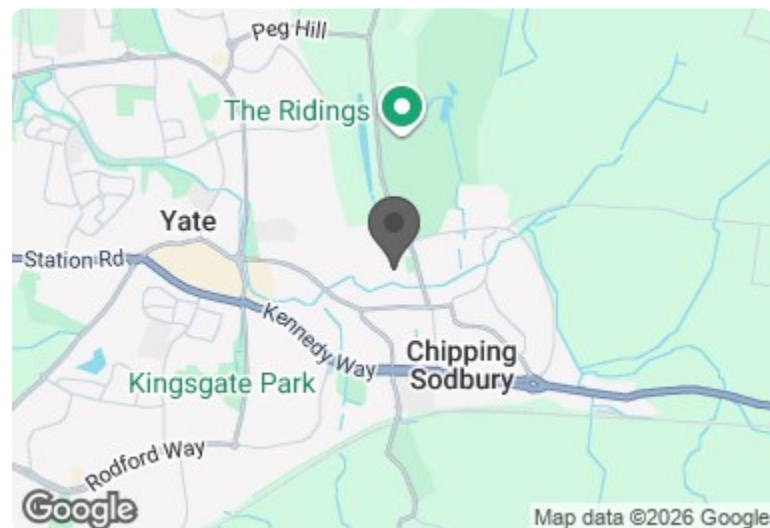 Peg Hill
The Ridings
Yate
Station Rd
Kennedy Way
Chipping
Sodbury
Kingsgate Park
Rodford Way
Google
Map data ©2026 Google